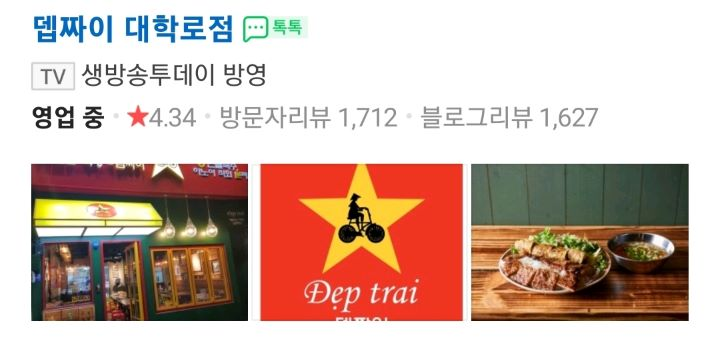 뎁짜이 대학로점 톡톡
TV 생방송투데이 방영
영업 중 · ★4.34 · 방문자리뷰 1,712 · 블로그리뷰 1,627
Đẹp trai